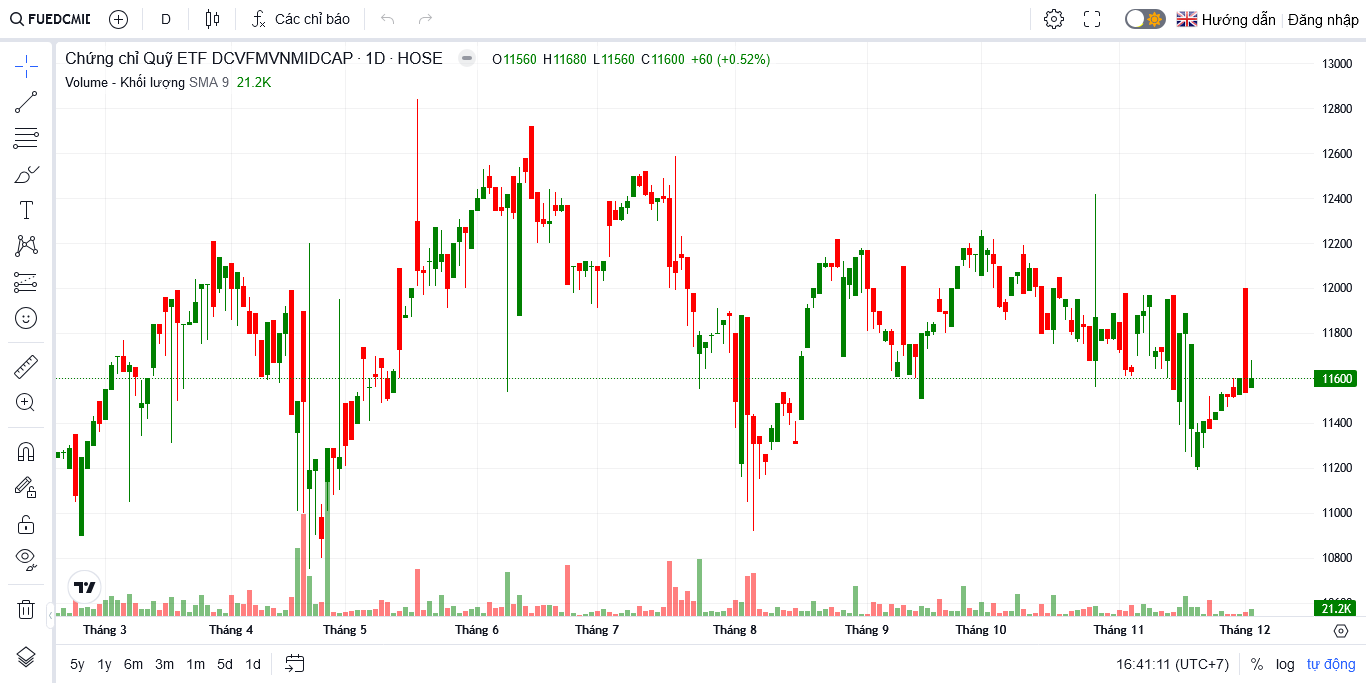 FUEDCMID
D
Các chỉ báo
Hướng dẫn
Đăng nhập
Chứng chỉ Quỹ ETF DCVFMVNMIDCAP · 1D · HOSE
O11560 H11680 L11560 C11600 +60 (+0.52%)
Volume - Khối lượng SMA 9 21.2K
13000
12800
12600
12400
12200
12000
11800
11600
11400
11200
11000
10800
21.2K
Tháng 3
Tháng 4
Tháng 5
Tháng 6
Tháng 7
Tháng 8
Tháng 9
Tháng 10
Tháng 11
Tháng 12
5y 1y 6m 3m 1m 5d 1d
16:41:11 (UTC+7)
% log tự động